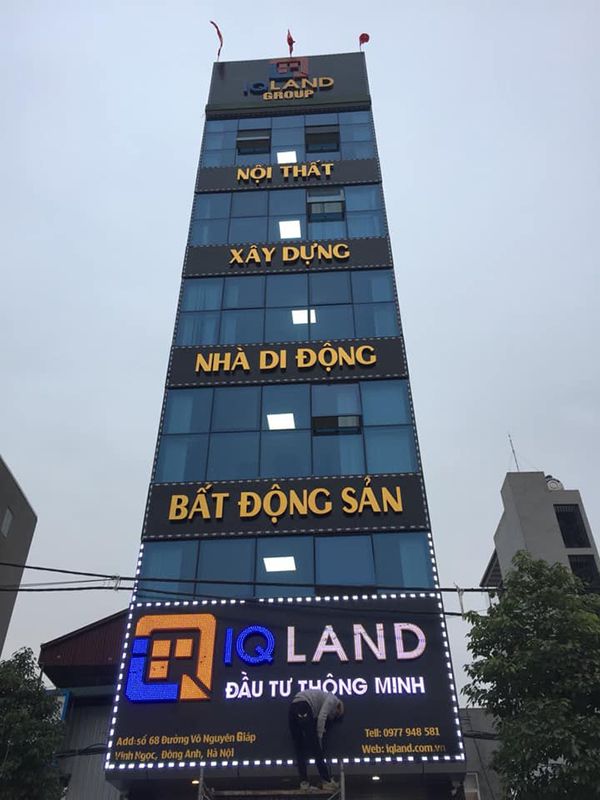 IQLAND
GROUP
NỘI THẤT
XÂY DỰNG
NHÀ DI ĐỘNG
BẤT ĐỘNG SẢN
IQ LAND
ĐẦU TƯ THÔNG MINH
Add: số 68 Đường Võ Nguyên Giáp
Vĩnh Ngọc, Đông Anh, Hà Nội
Tell: 0977 948 581
Web: iqland.com.vn